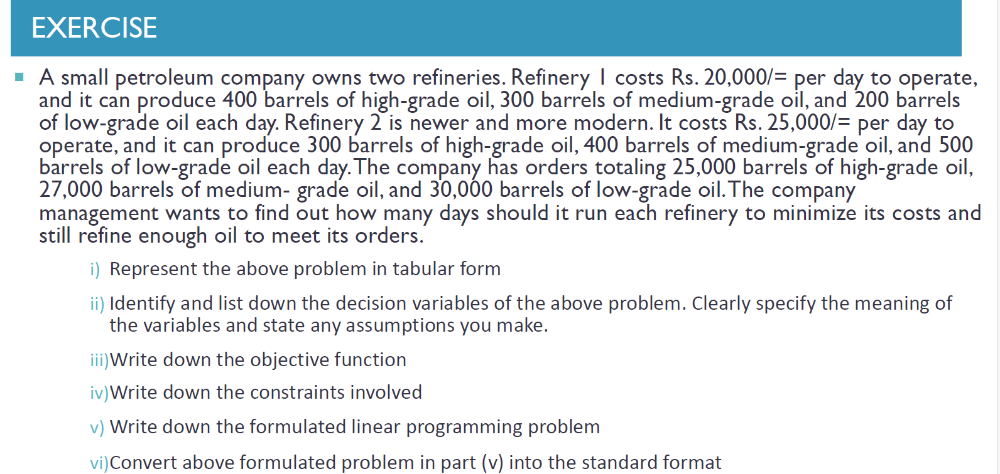 EXERCISE
A small petroleum company owns two refineries. Refinery 1 costs Rs. 20,000/= per day to operate,
and it can produce 400 barrels of high-grade oil, 300 barrels of medium-grade oil, and 200 barrels
of low-grade oil each day. Refinery 2 is newer and more modern. It costs Rs. 25,000/= per day to
operate, and it can produce 300 barrels of high-grade oil, 400 barrels of medium-grade oil, and 500
barrels of low-grade oil each day. The company has orders totaling 25,000 barrels of high-grade oil,
27,000 barrels of medium- grade oil, and 30,000 barrels of low-grade oil. The company
management wants to find out how many days should it run each refinery to minimize its costs and
still refine enough oil to meet its orders.
i) Represent the above problem in tabular form
ii) Identify and list down the decision variables of the above problem. Clearly specify the meaning of
the variables and state any assumptions you make.
iii)Write down the objective function
iv)Write down the constraints involved
v) Write down the formulated linear programming problem
vi)Convert above formulated problem in part (v) into the standard format